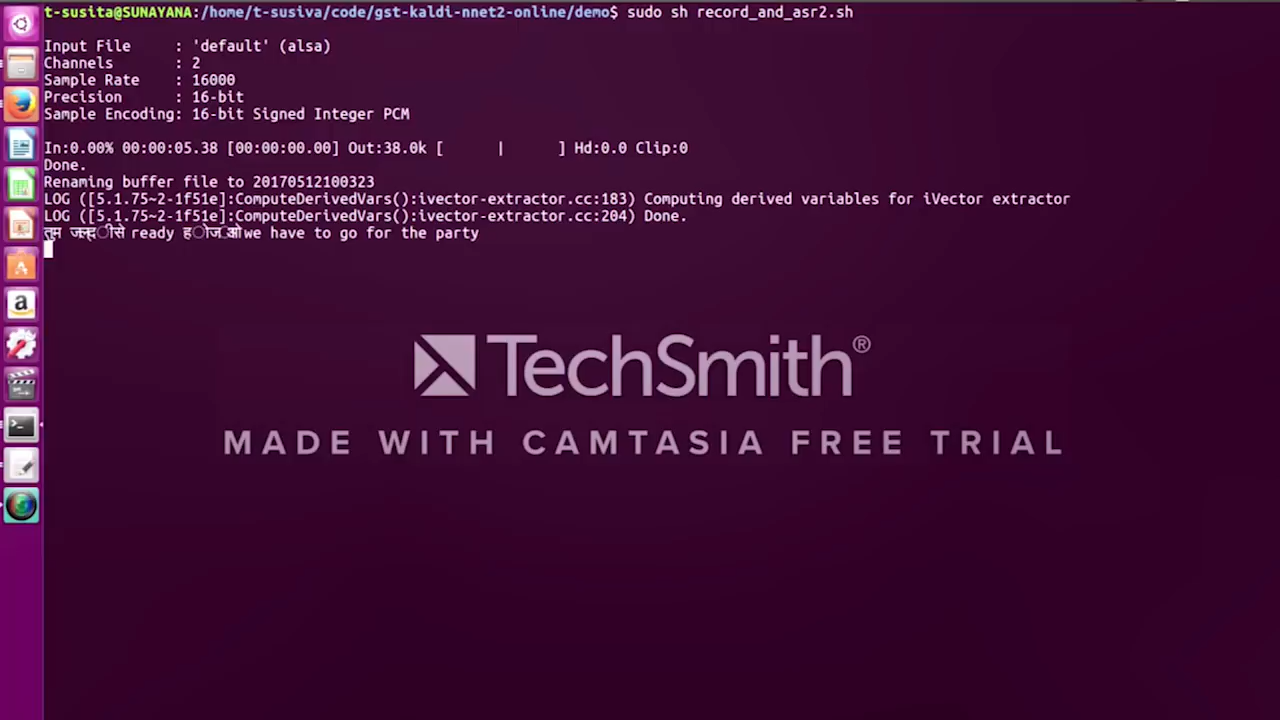 t-susita@SUNAYANA:/home/t-susiva/code/gst-kaldi-nnet2-online/demo$ sudo sh record_and_asr2.sh
Input File     : 'default' (alsa)
Channels       : 2
Sample Rate    : 16000
Precision      : 16-bit
Sample Encoding: 16-bit Signed Integer PCM
In:0.00% 00:00:05.38 [00:00:00.00] Out:38.0k [      |      ] Hd:0.0 Clip:0
Done.
Renaming buffer file to 20170512100323
LOG ([5.1.75~2-1f51e]:ComputeDerivedVars():ivector-extractor.cc:183) Computing derived variables for iVector extractor
LOG ([5.1.75~2-1f51e]:ComputeDerivedVars():ivector-extractor.cc:204) Done.
तुम जल्दी से ready हो जाओ we have to go for the party
TechSmith®
MADE WITH CAMTASIA FREE TRIAL